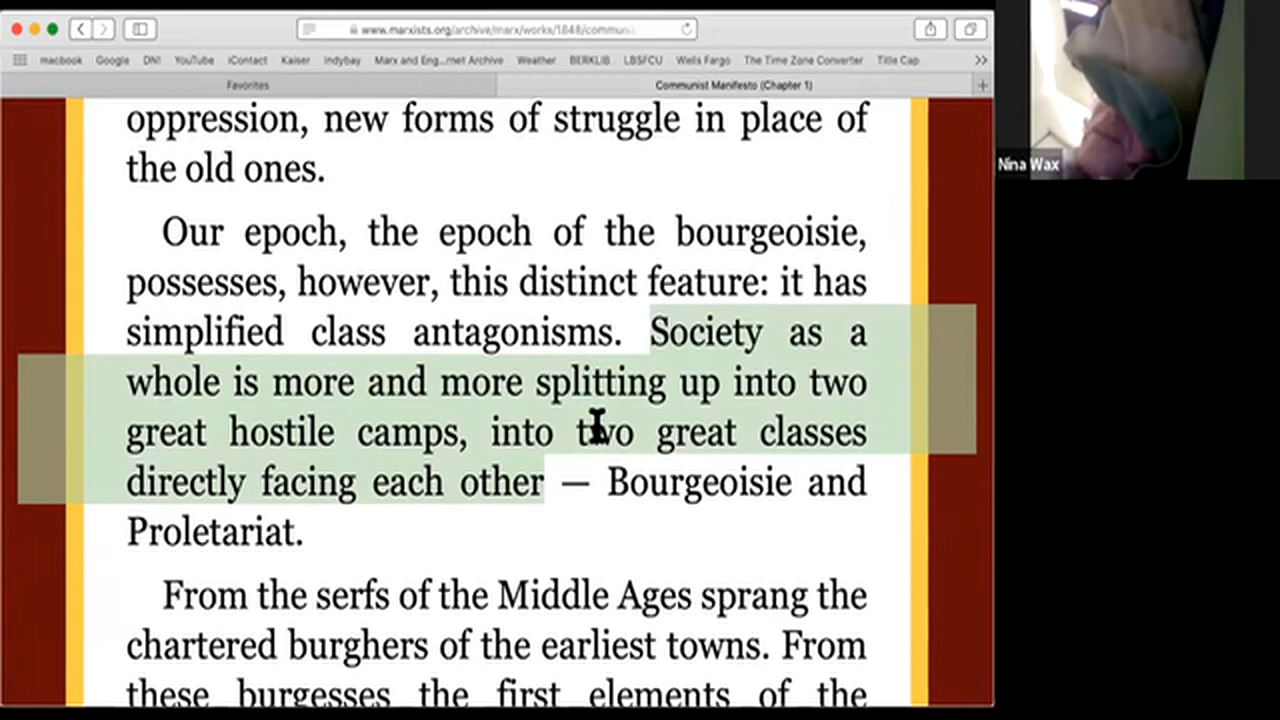 www.marxists.org/archive/marx/works/1848/commu
macbook Google DN! YouTube iContact Kaiser Indybay Marx and Eng...rnet Archive Weather BERKLIB LBSFCU Wells Fargo The Time Zone Converter Title Cap
Favorites Communist Manifesto (Chapter 1)
oppression, new forms of struggle in place of
the old ones.
Our epoch, the epoch of the bourgeoisie,
possesses, however, this distinct feature: it has
simplified class antagonisms. Society as a
whole is more and more splitting up into two
great hostile camps, into two great classes
directly facing each other — Bourgeoisie and
Proletariat.
From the serfs of the Middle Ages sprang the
chartered burghers of the earliest towns. From
these burgesses the first elements of the
Nina Wax